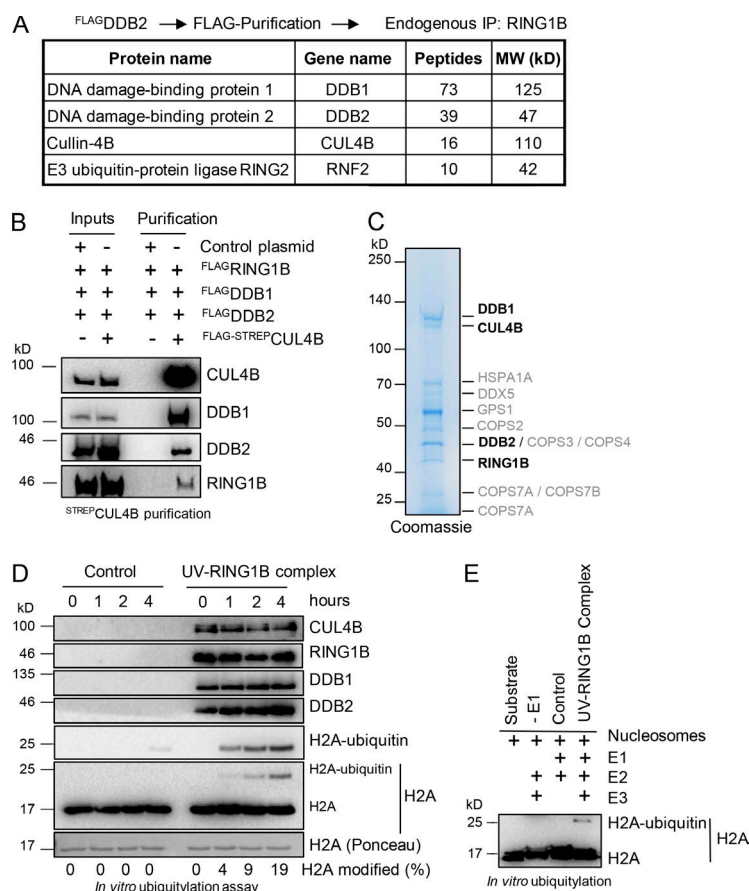 A
FLAGDDB2 → FLAG-Purification → Endogenous IP: RING1B
Protein name Gene name Peptides MW (kD)
DNA damage-binding protein 1 DDB1 73 125
DNA damage-binding protein 2 DDB2 39 47
Cullin-4B CUL4B 16 110
E3 ubiquitin-protein ligase RING2 RNF2 10 42
B
Inputs Purification
+ - + - Control plasmid
+ + + + FLAGRING1B
+ + + + FLAGDDB1
+ + + + FLAGDDB2
- + - + FLAG-STREPCUL4B
kD
100 CUL4B
100 DDB1
46 DDB2
46 RING1B
STREPCUL4B purification
C
kD
250
140
DDB1
CUL4B
100
70
HSPA1A
DDX5
GPS1
50
COPS2
DDB2 / COPS3 / COPS4
RING1B
40
COPS7A / COPS7B
25
COPS7A
Coomassie
D
Control UV-RING1B complex
kD
0 1 2 4 0 1 2 4 hours
100 CUL4B
46 RING1B
135 DDB1
46 DDB2
25 H2A-ubiquitin
25 H2A-ubiquitin
H2A
17 H2A
17 H2A (Ponceau)
0 0 0 0 0 4 9 19 H2A modified (%)
In vitro ubiquitylation assay
E
Substrate
- E1
Control
UV-RING1B Complex
+ + + + Nucleosomes
+ + E1
+ + + E2
+ + E3
kD
25 H2A-ubiquitin
H2A
17 H2A
In vitro ubigutylation